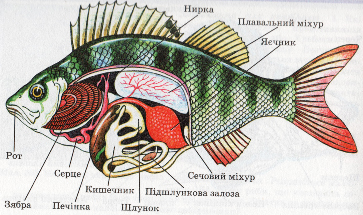 Нирка
Плавальний міхур
Яєчник
Рот
Серце
Сечовий міхур
Кишечник
Підшлункова залоза
Зябра
Печінка
Шлунок